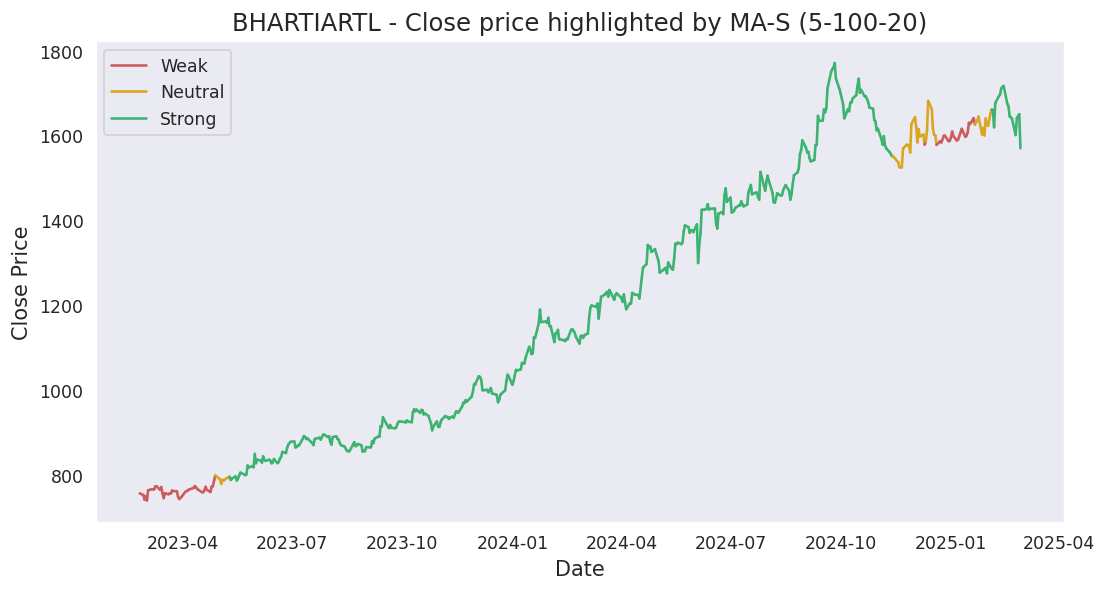 BHARTIARTL - Close price highlighted by MA-S (5-100-20)
Weak
Neutral
Strong
Close Price
1800
1600
1400
1200
1000
800
2023-04 2023-07 2023-10 2024-01 2024-04 2024-07 2024-10 2025-01 2025-04
Date